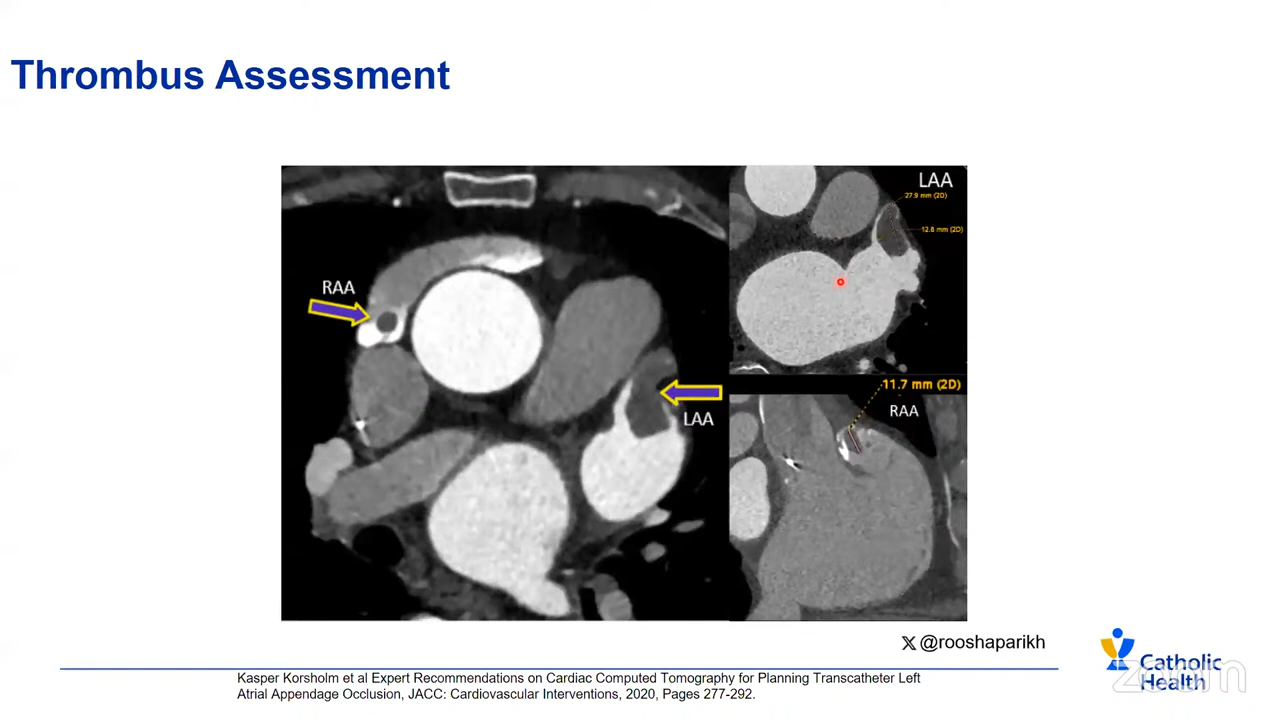 Thrombus Assessment
RAA
LAA
LAA
27.9 mm (2D)
12.8 mm (2D)
11.7 mm (2D)
RAA
𝕏 @rooshaparikh
Catholic
Health
zoom
Kasper Korsholm et al Expert Recommendations on Cardiac Computed Tomography for Planning Transcatheter Left
Atrial Appendage Occlusion, JACC: Cardiovascular Interventions, 2020, Pages 277-292.